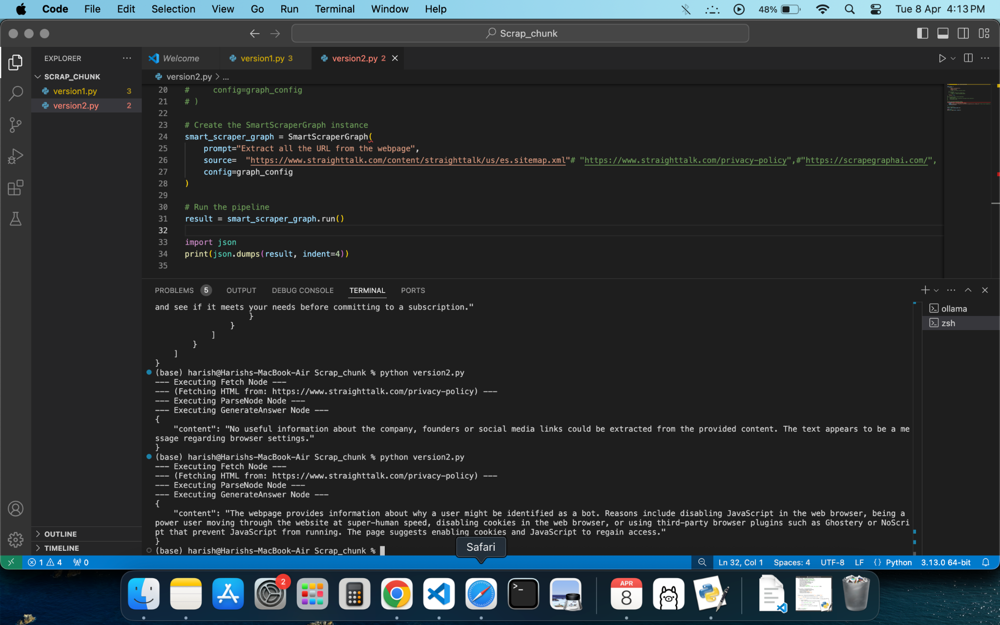 Code File Edit Selection View Go Run Terminal Window Help 48% Tue 8 Apr 4:13 PM
Scrap_chunk
EXPLORER
SCRAP_CHUNK
version1.py 3
version2.py 2
OUTLINE
TIMELINE
Welcome version1.py 3 version2.py 2
version2.py > ...
20 #     config=graph_config
21 # )
22
23 # Create the SmartScraperGraph instance
24 smart_scraper_graph = SmartScraperGraph(
25     prompt="Extract all the URL from the webpage",
26     source=  "https://www.straighttalk.com/content/straighttalk/us/es.sitemap.xml"# "https://www.straighttalk.com/privacy-policy",#"https://scrapegraphai.com/",
27     config=graph_config
28 )
29
30 # Run the pipeline
31 result = smart_scraper_graph.run()
32
33 import json
34 print(json.dumps(result, indent=4))
35
PROBLEMS 5 OUTPUT DEBUG CONSOLE TERMINAL PORTS
and see if it meets your needs before committing to a subscription."
}
}
]
}
]
}
(base) harish@Harishs-MacBook-Air Scrap_chunk % python version2.py
--- Executing Fetch Node ---
--- (Fetching HTML from: https://www.straighttalk.com/privacy-policy) ---
--- Executing ParseNode Node ---
--- Executing GenerateAnswer Node ---
{
    "content": "No useful information about the company, founders or social media links could be extracted from the provided content. The text appears to be a me
ssage regarding browser settings."
}
(base) harish@Harishs-MacBook-Air Scrap_chunk % python version2.py
--- Executing Fetch Node ---
--- (Fetching HTML from: https://www.straighttalk.com/privacy-policy) ---
--- Executing ParseNode Node ---
--- Executing GenerateAnswer Node ---
{
    "content": "The webpage provides information about why a user might be identified as a bot. Reasons include disabling JavaScript in the web browser, being a
power user moving through the website at super-human speed, disabling cookies in the web browser, or using third-party browser plugins such as Ghostery or NoScri
pt that prevent JavaScript from running. The page suggests enabling cookies and JavaScript to regain access."
}
(base) harish@Harishs-MacBook-Air Scrap_chunk %
ollama
zsh
Safari
1 4 0 Ln 32, Col 1 Spaces: 4 UTF-8 LF {} Python 3.13.0 64-bit
2
APR
8